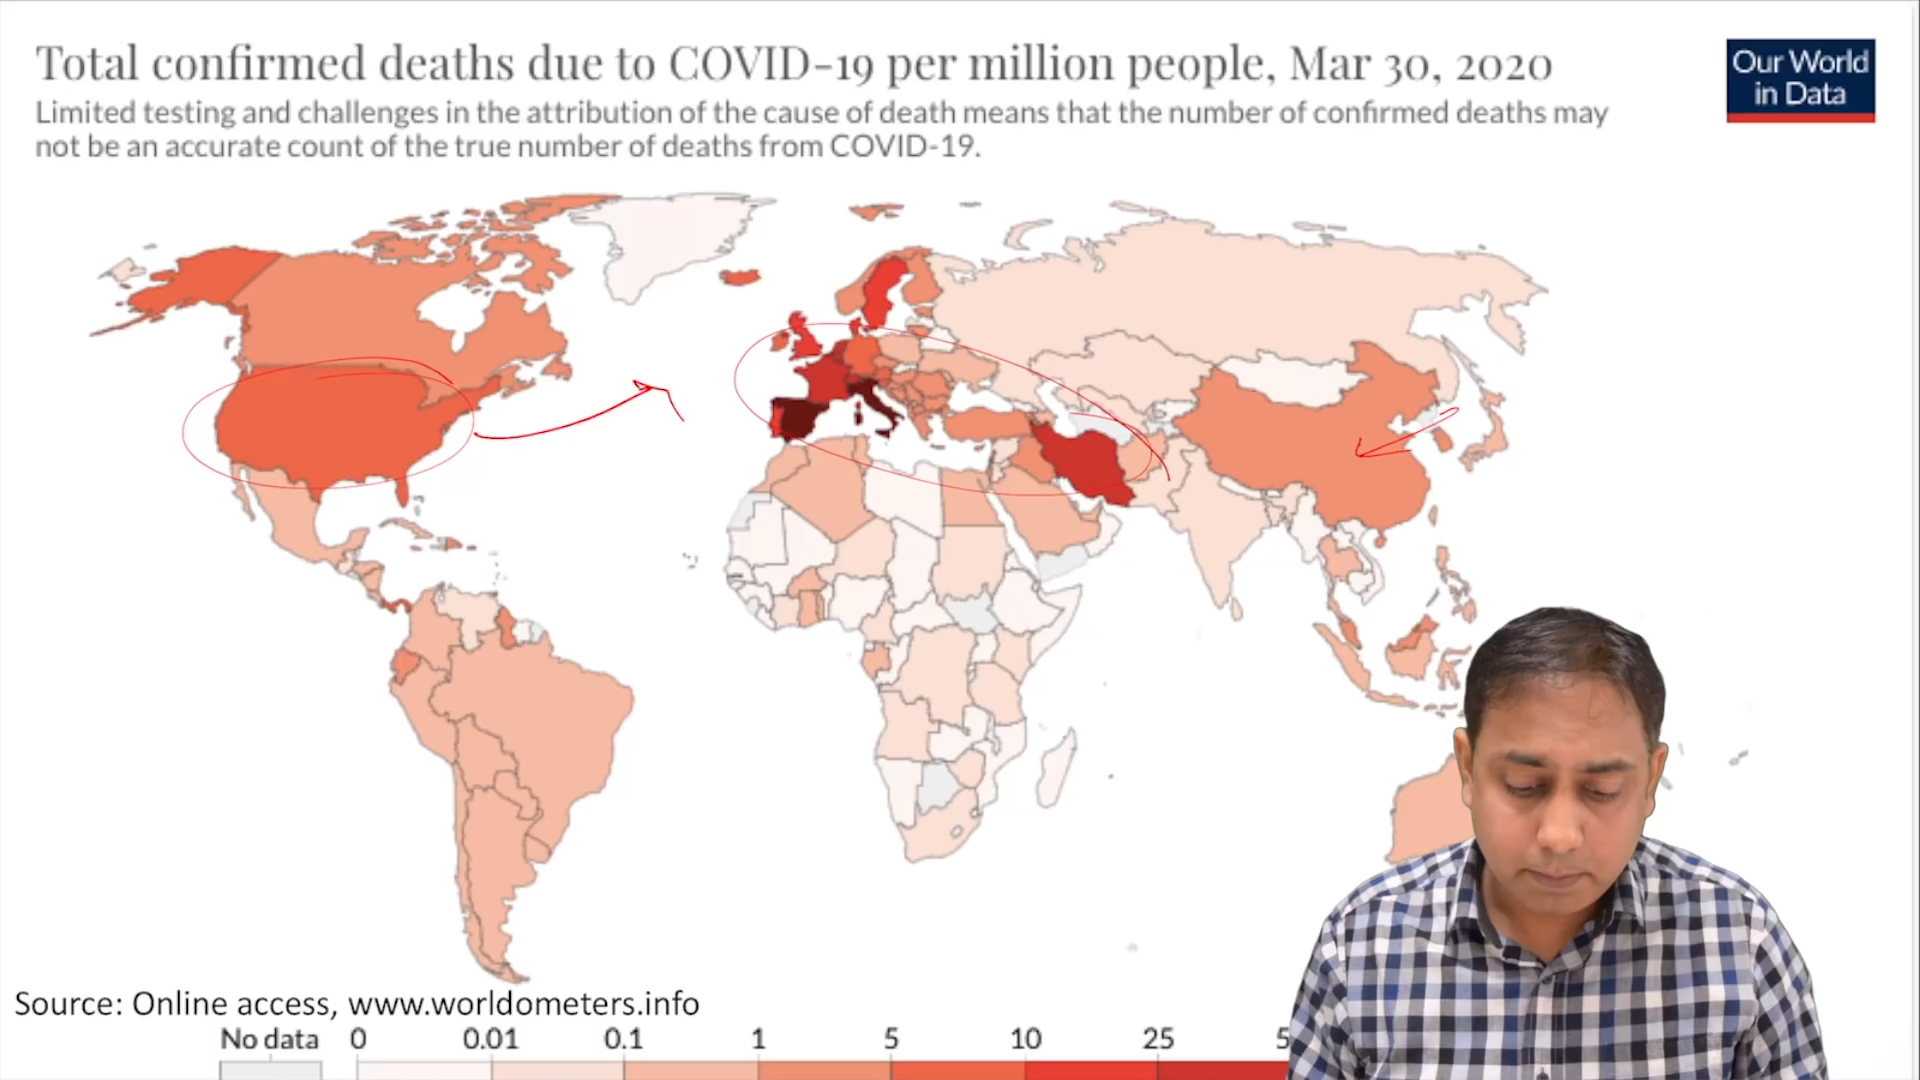 Total confirmed deaths due to COVID-19 per million people, Mar 30, 2020
Our World
in Data
Limited testing and challenges in the attribution of the cause of death means that the number of confirmed deaths may
not be an accurate count of the true number of deaths from COVID-19.
Source: Online access, www.worldometers.info
No data 0 0.01 0.1 1 5 10 25